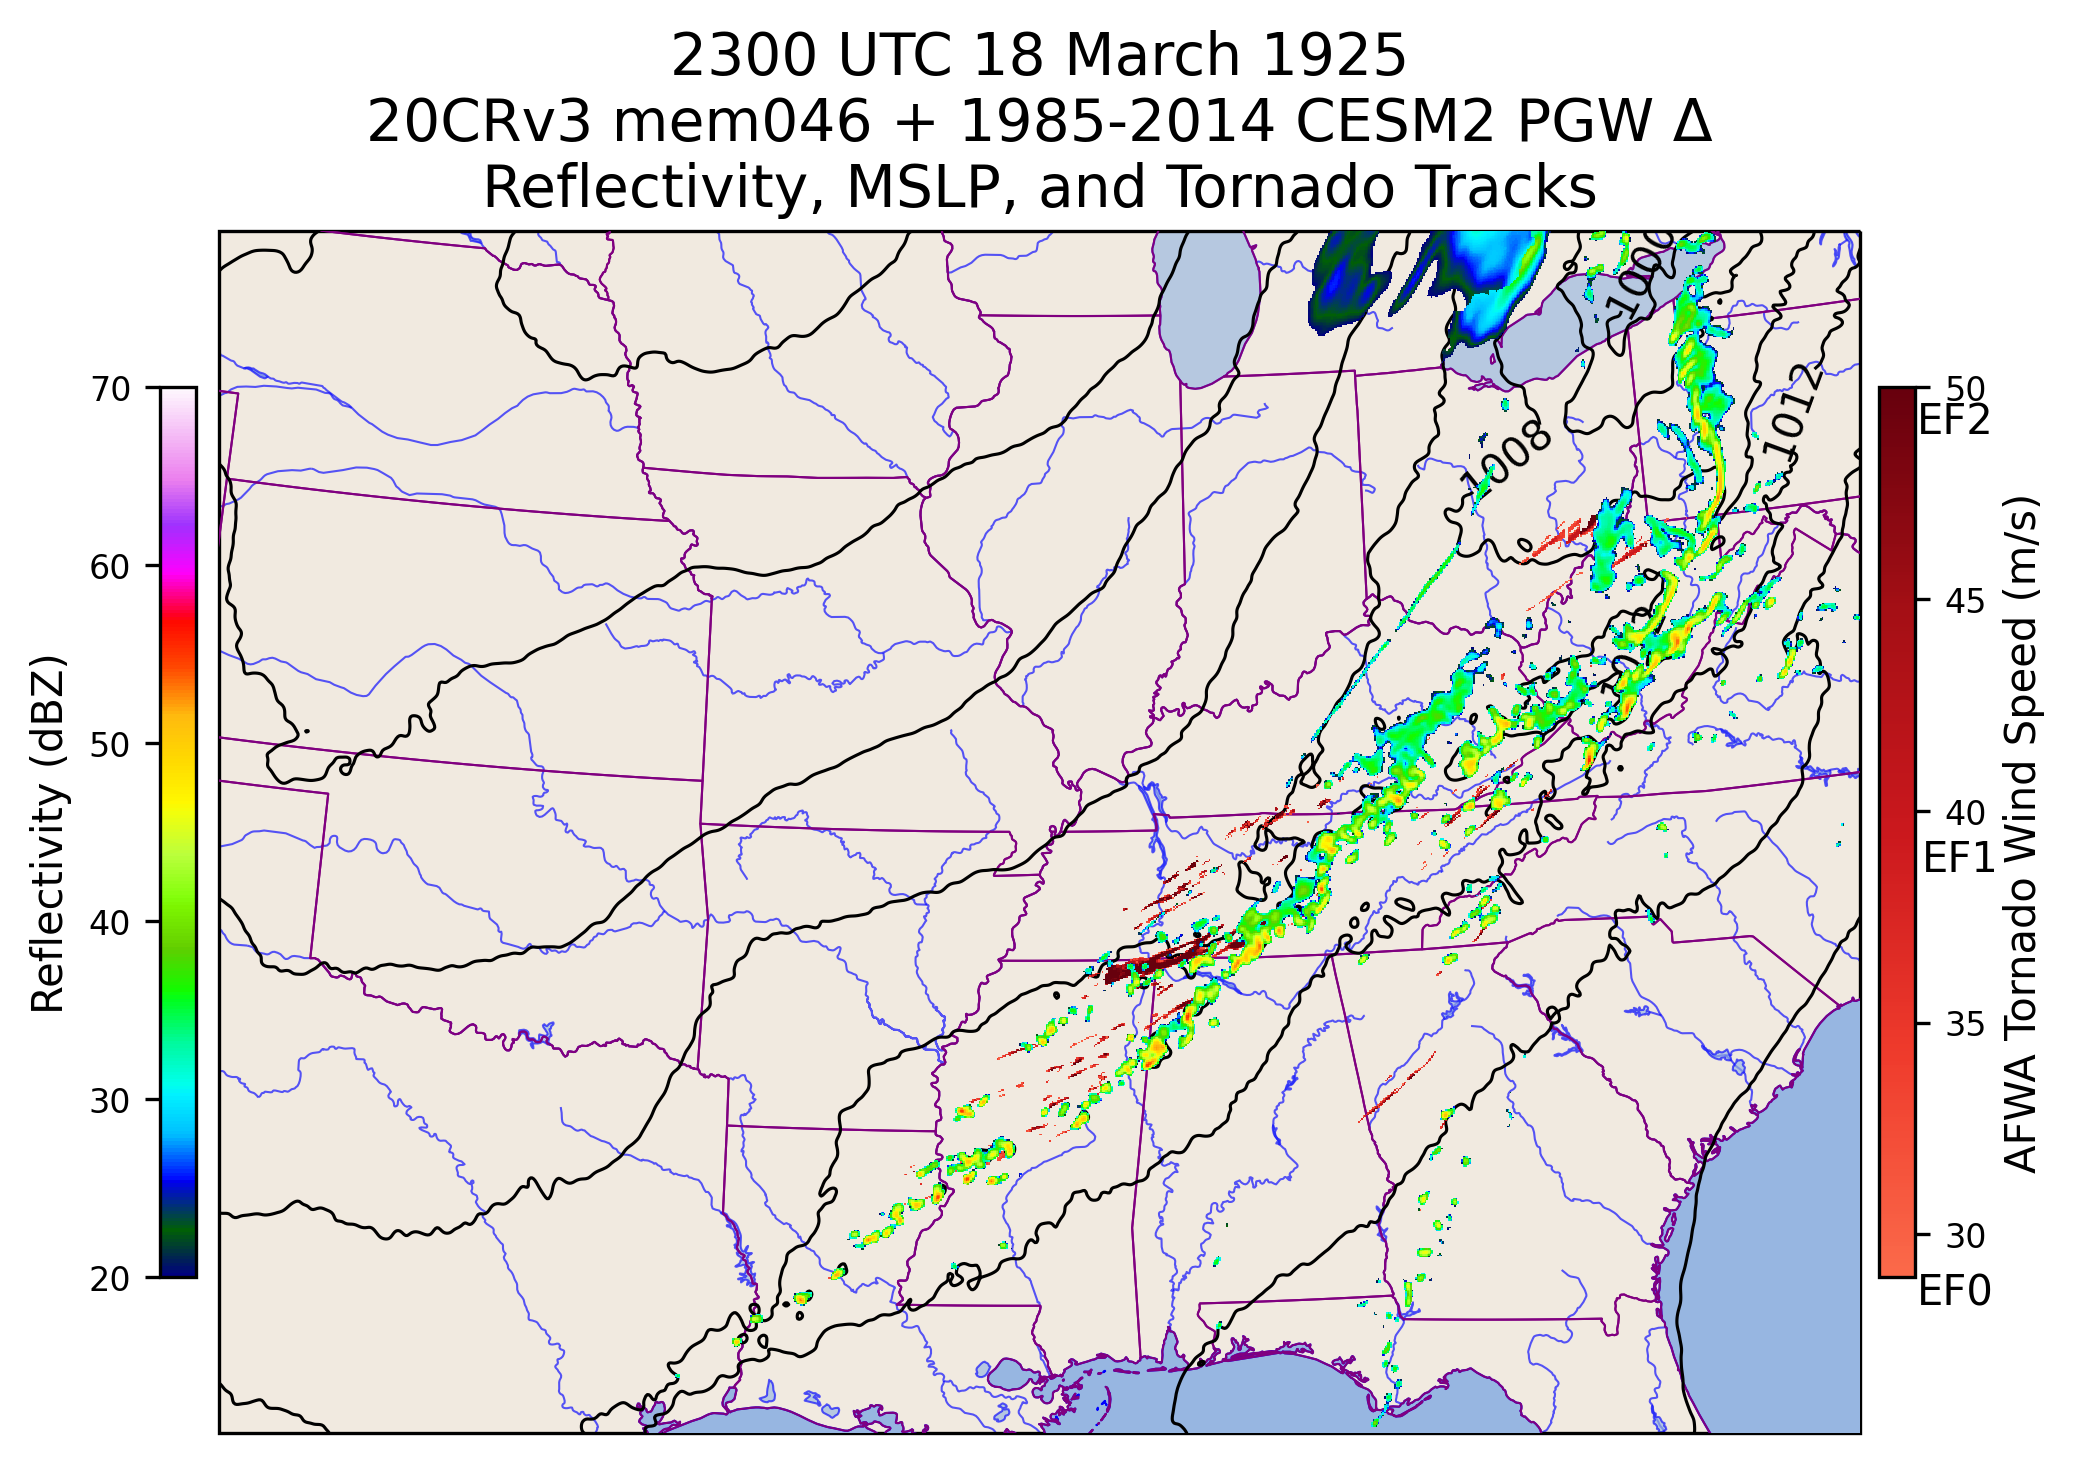 2300 UTC 18 March 1925
20CRv3 mem046 + 1985-2014 CESM2 PGW Δ
Reflectivity, MSLP, and Tornado Tracks
70
60
50
40
30
20
Reflectivity (dBZ)
1012
1008
50
EF2
45
40
EF1
35
30
EF0
AFWA Tornado Wind Speed (m/s)